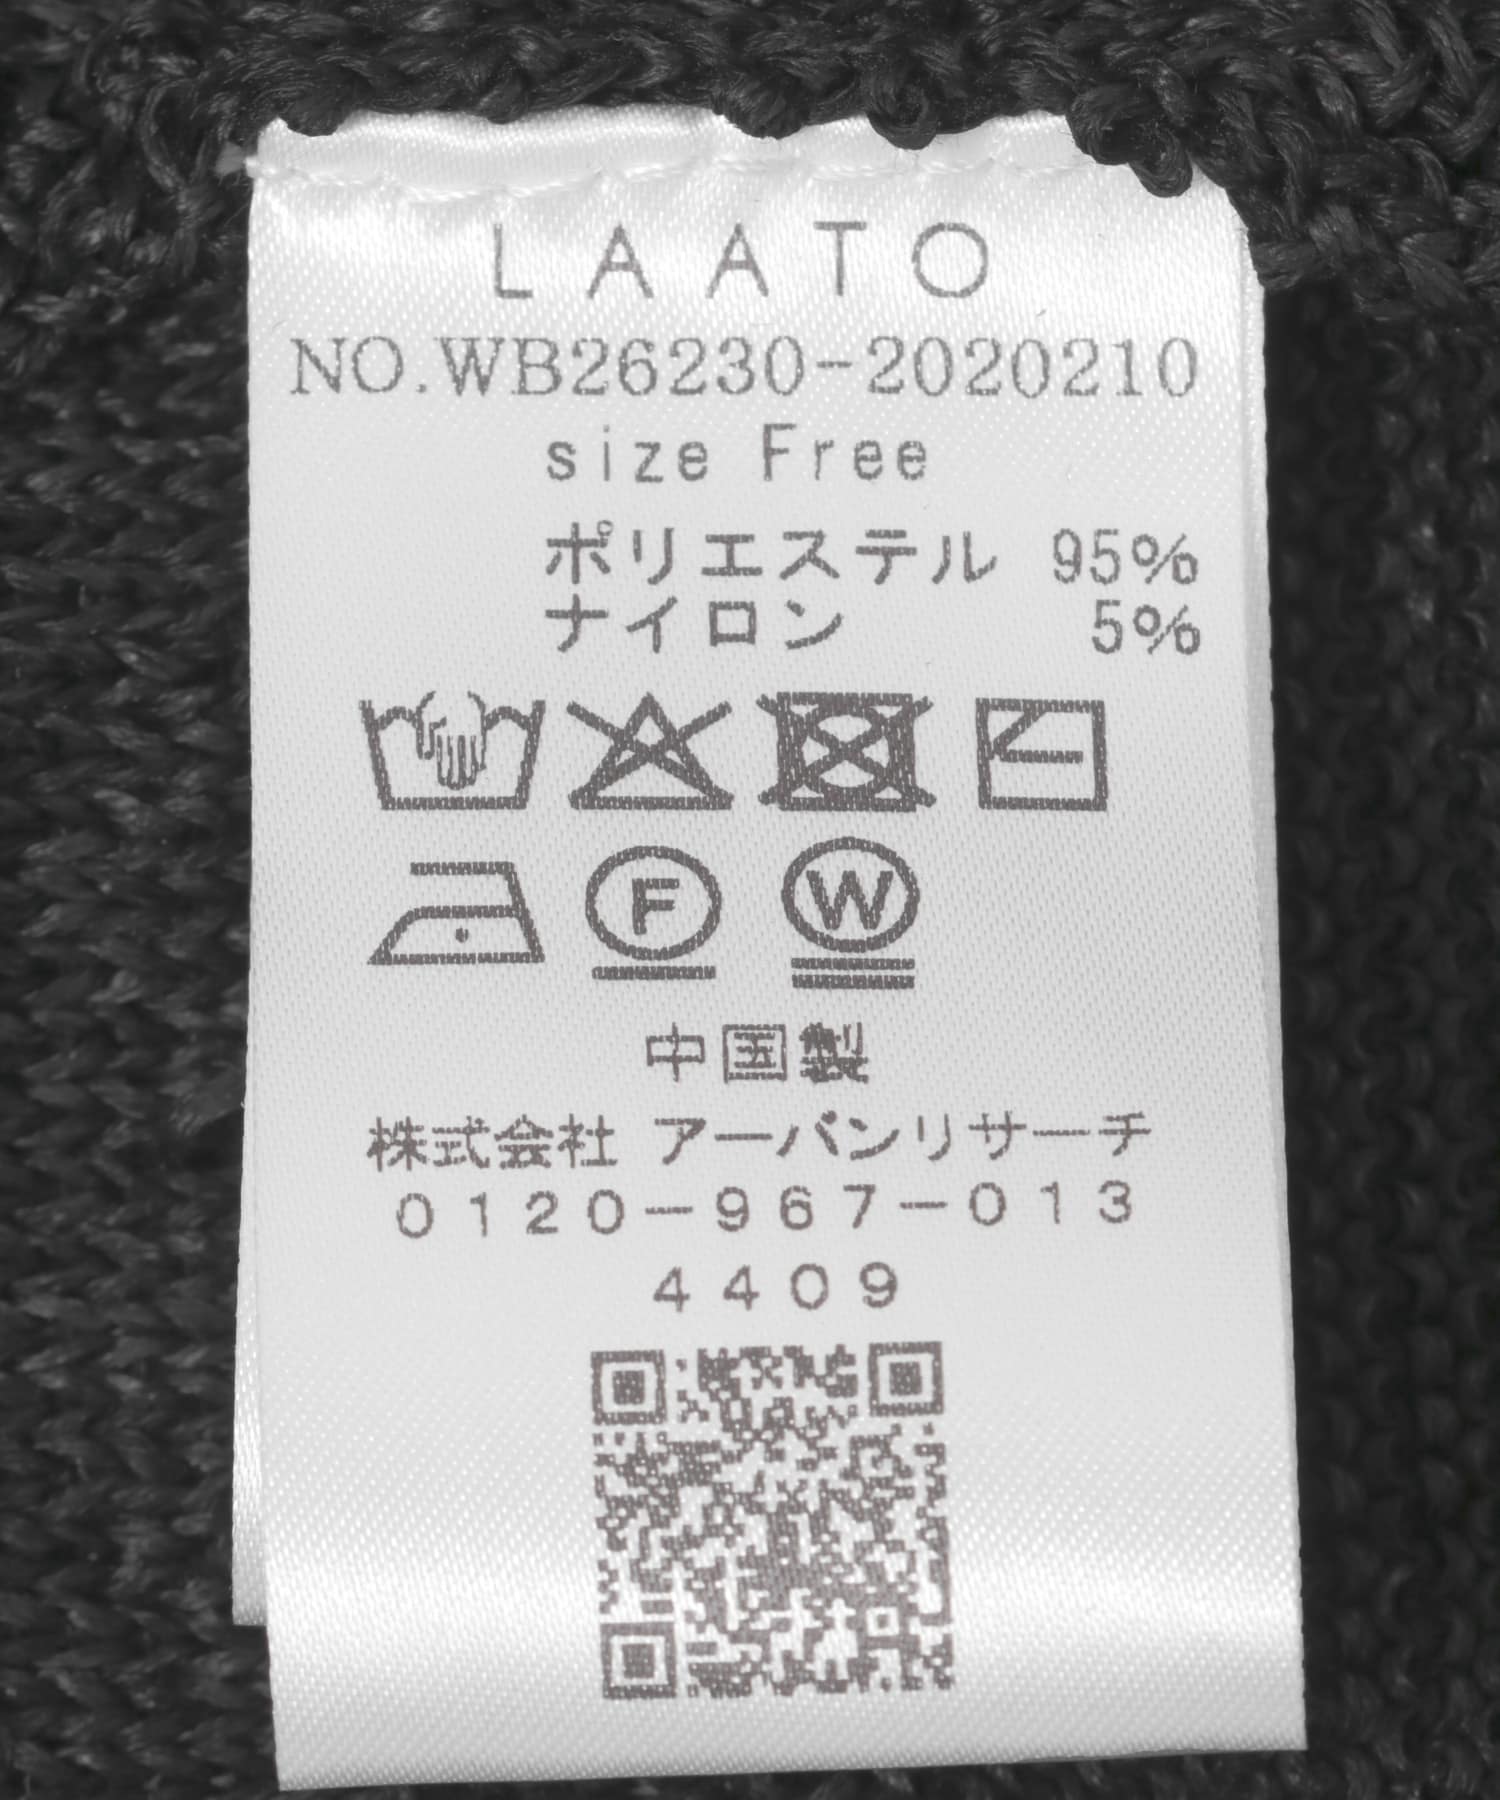 LAATO
NO.WB26230-2020210
size Free
ポリエステル 95%
ナイロン 5%
F W
中国製
株式会社 アーバンリサーチ
0120-967-013
4409